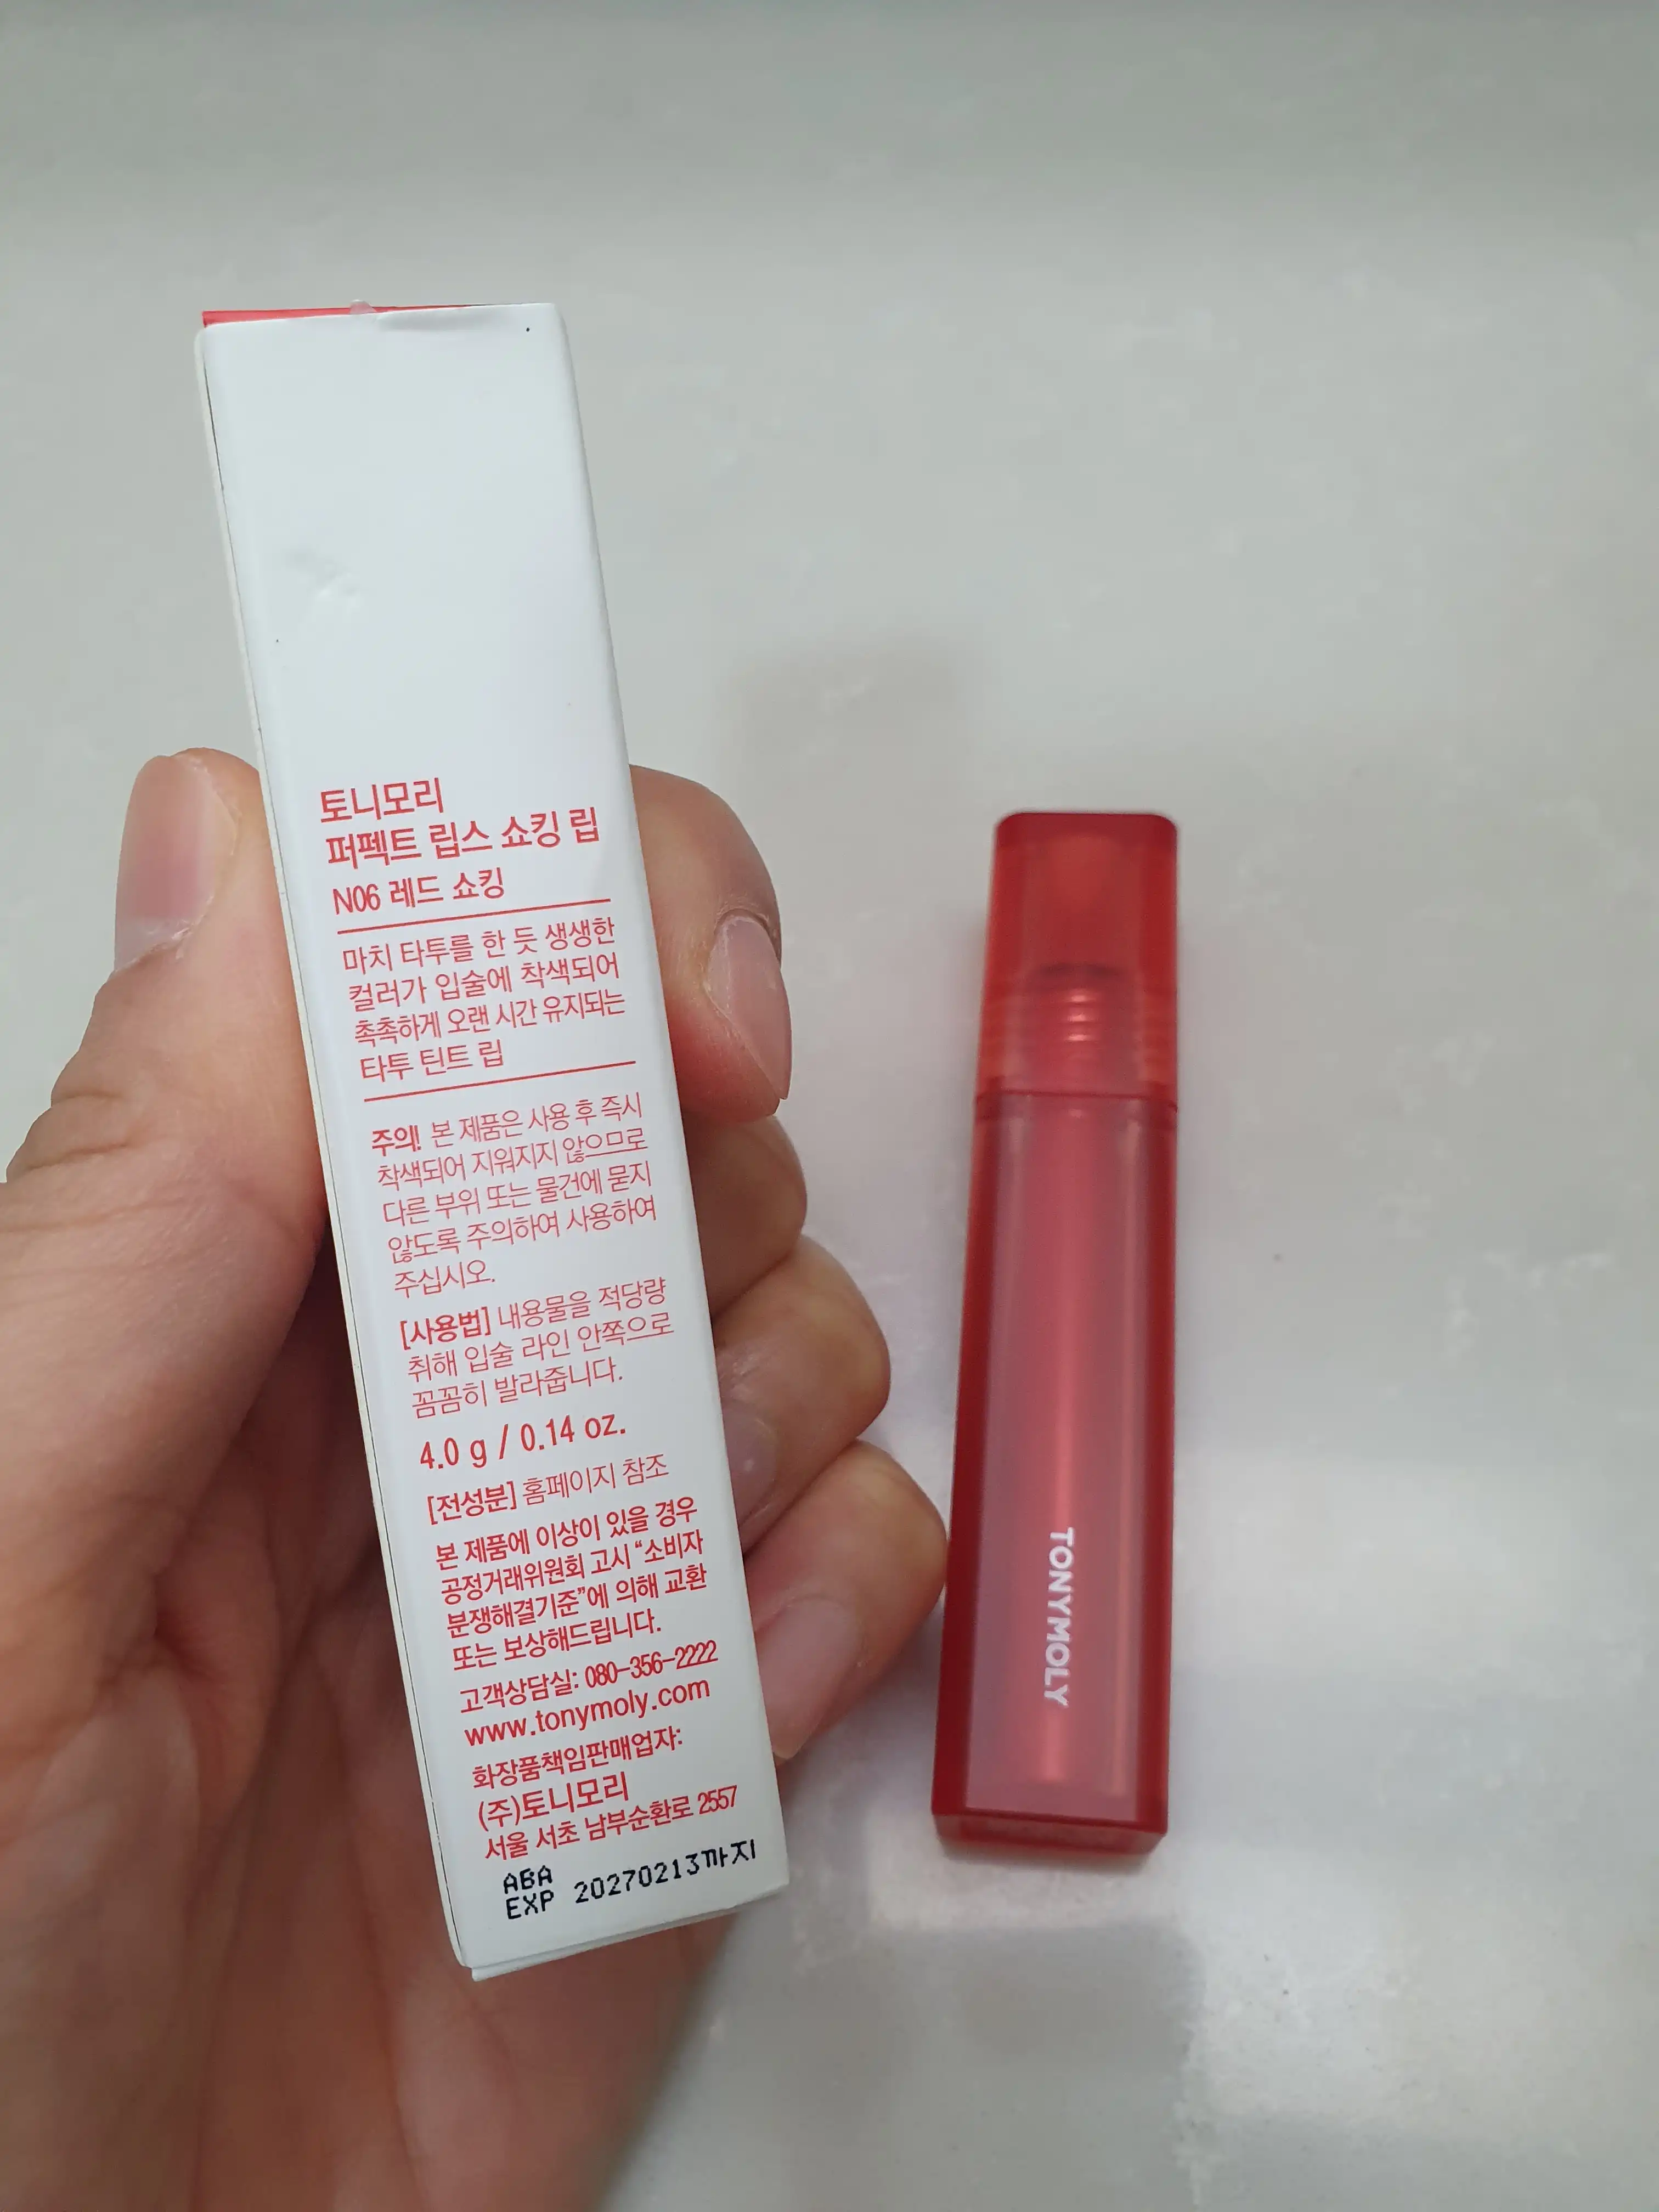 토니모리
퍼펙트 립스 쇼킹 립
N06 레드 쇼킹
마치 타투를 한 듯 생생한
컬러가 입술에 착색되어
촉촉하게 오랜 시간 유지되는
타투 틴트 립
주의! 본 제품은 사용 후 즉시
착색되어 지워지지 않으므로
다른 부위 또는 물건에 묻지
않도록 주의하여 사용하여
주십시오.
[사용법] 내용물을 적당량
취해 입술 라인 안쪽으로
꼼꼼히 발라줍니다.
4.0 g / 0.14 oz.
[전성분] 홈페이지 참조
본 제품에 이상이 있을 경우
공정거래위원회 고시 “소비자
분쟁해결기준”에 의해 교환
또는 보상해드립니다.
고객상담실: 080-356-2222
www.tonymoly.com
화장품책임판매업자:
(주)토니모리
서울 서초 남부순환로 2557
ABA
EXP 20270213까지
TONYMOLY